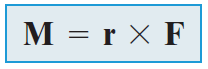 M = r × F